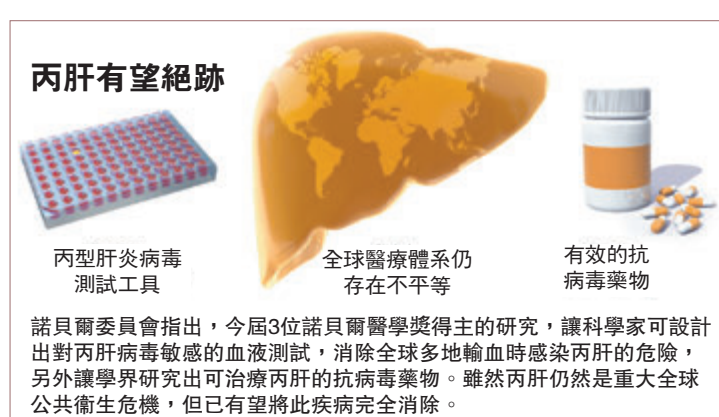 丙肝有望絕跡
丙型肝炎病毒
測試工具
全球醫療體系仍
存在不平等
有效的抗
病毒藥物
諾貝爾委員會指出，今屆3位諾貝爾醫學獎得主的研究，讓科學家可設計
出對丙肝病毒敏感的血液測試，消除全球多地輸血時感染丙肝的危險，
另外讓學界研究出可治療丙肝的抗病毒藥物。雖然丙肝仍然是重大全球
公共衞生危機，但已有望將此疾病完全消除。